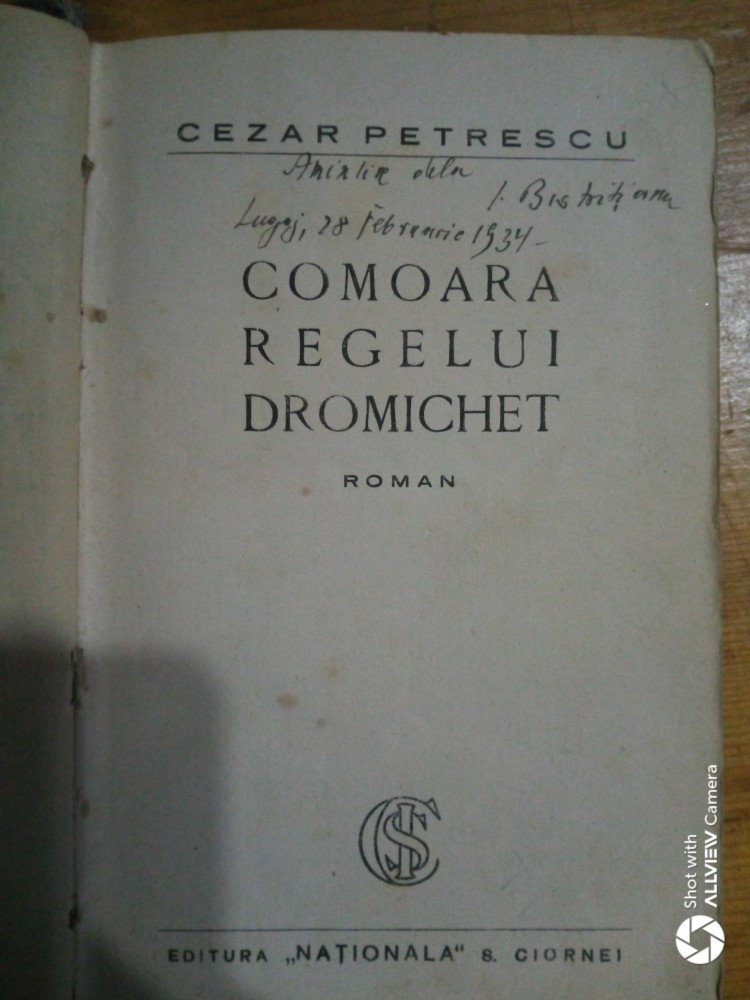 CEZAR PETRESCU
Amintire dela
I. Bistrițianu
Lugoj, 28 Februarie 1934 -
COMOARA
REGELUI
DROMICHET
ROMAN
EDITURA „NAȚIONALA“ S. CIORNEI
Shot with
ALLVIEW Camera